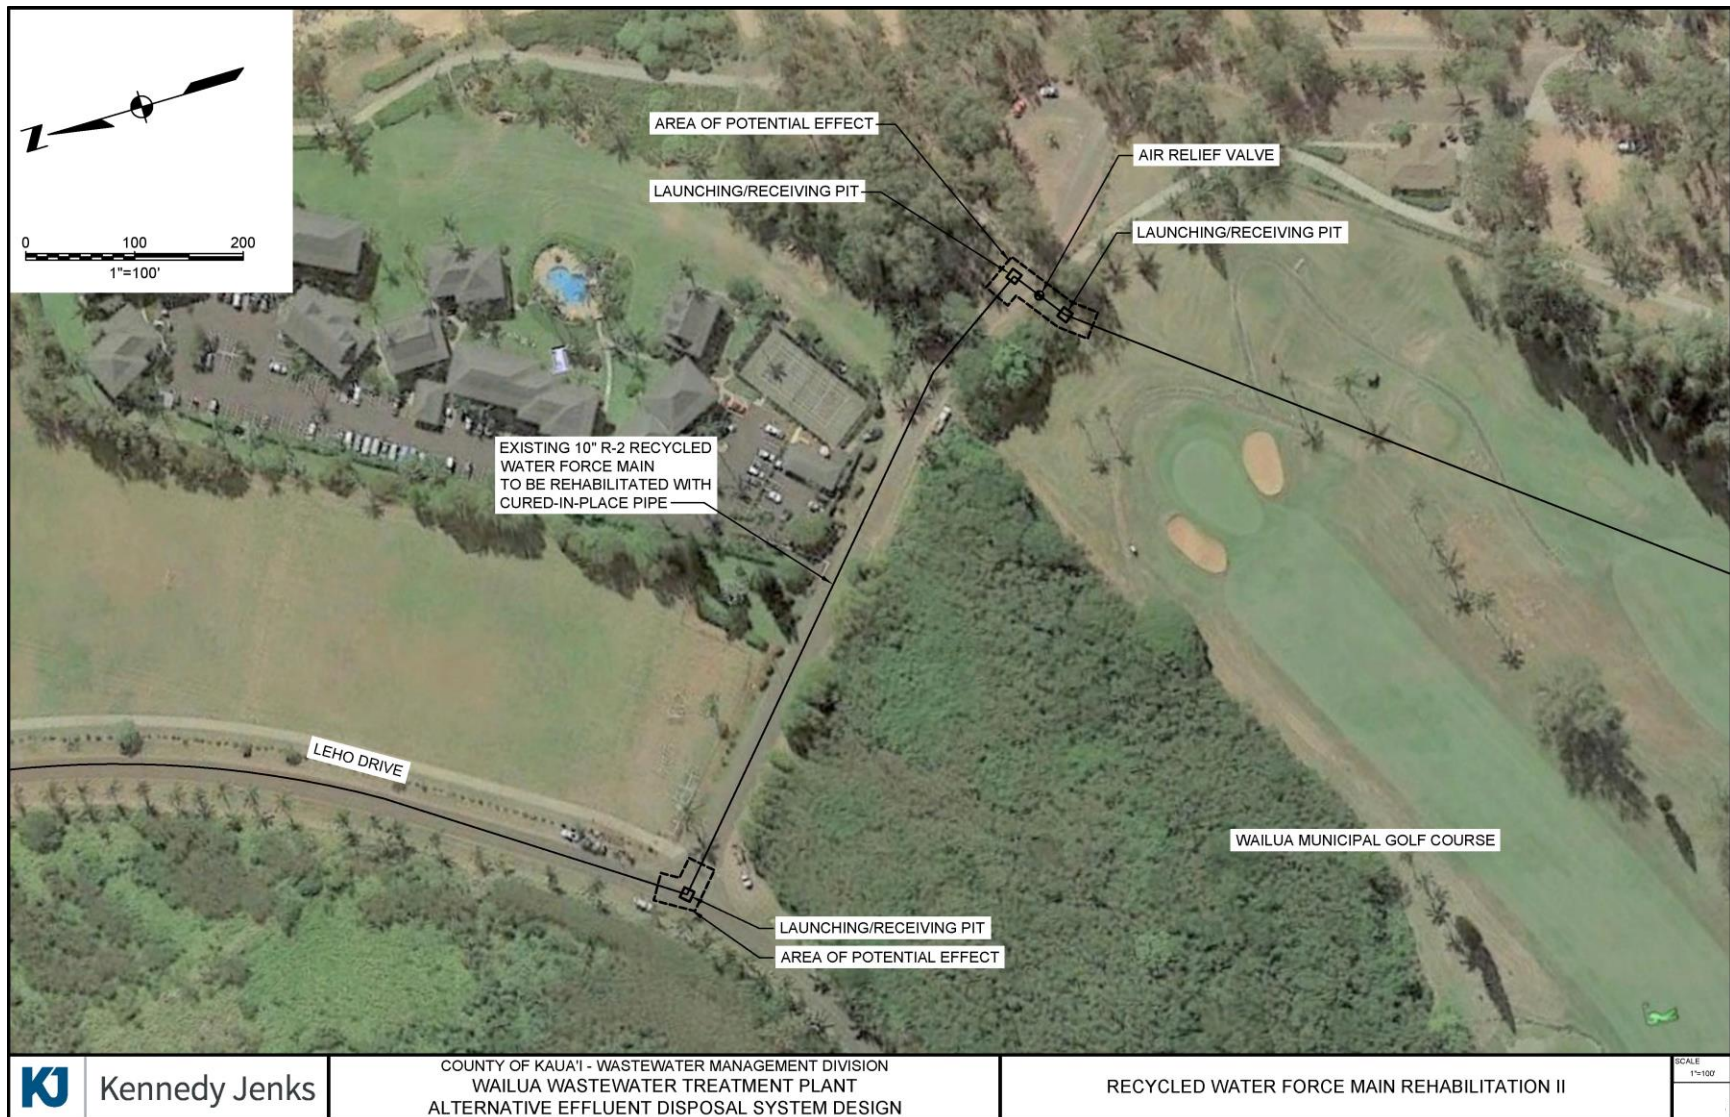 N
0 100 200
1"=100'
AREA OF POTENTIAL EFFECT
AIR RELIEF VALVE
LAUNCHING/RECEIVING PIT
LAUNCHING/RECEIVING PIT
EXISTING 10" R-2 RECYCLED
WATER FORCE MAIN
TO BE REHABILITATED WITH
CURED-IN-PLACE PIPE
LEHO DRIVE
WAILUA MUNICIPAL GOLF COURSE
LAUNCHING/RECEIVING PIT
AREA OF POTENTIAL EFFECT
KJ Kennedy Jenks
COUNTY OF KAUA'I - WASTEWATER MANAGEMENT DIVISION
WAILUA WASTEWATER TREATMENT PLANT
ALTERNATIVE EFFLUENT DISPOSAL SYSTEM DESIGN
RECYCLED WATER FORCE MAIN REHABILITATION II
SCALE
1"=100'